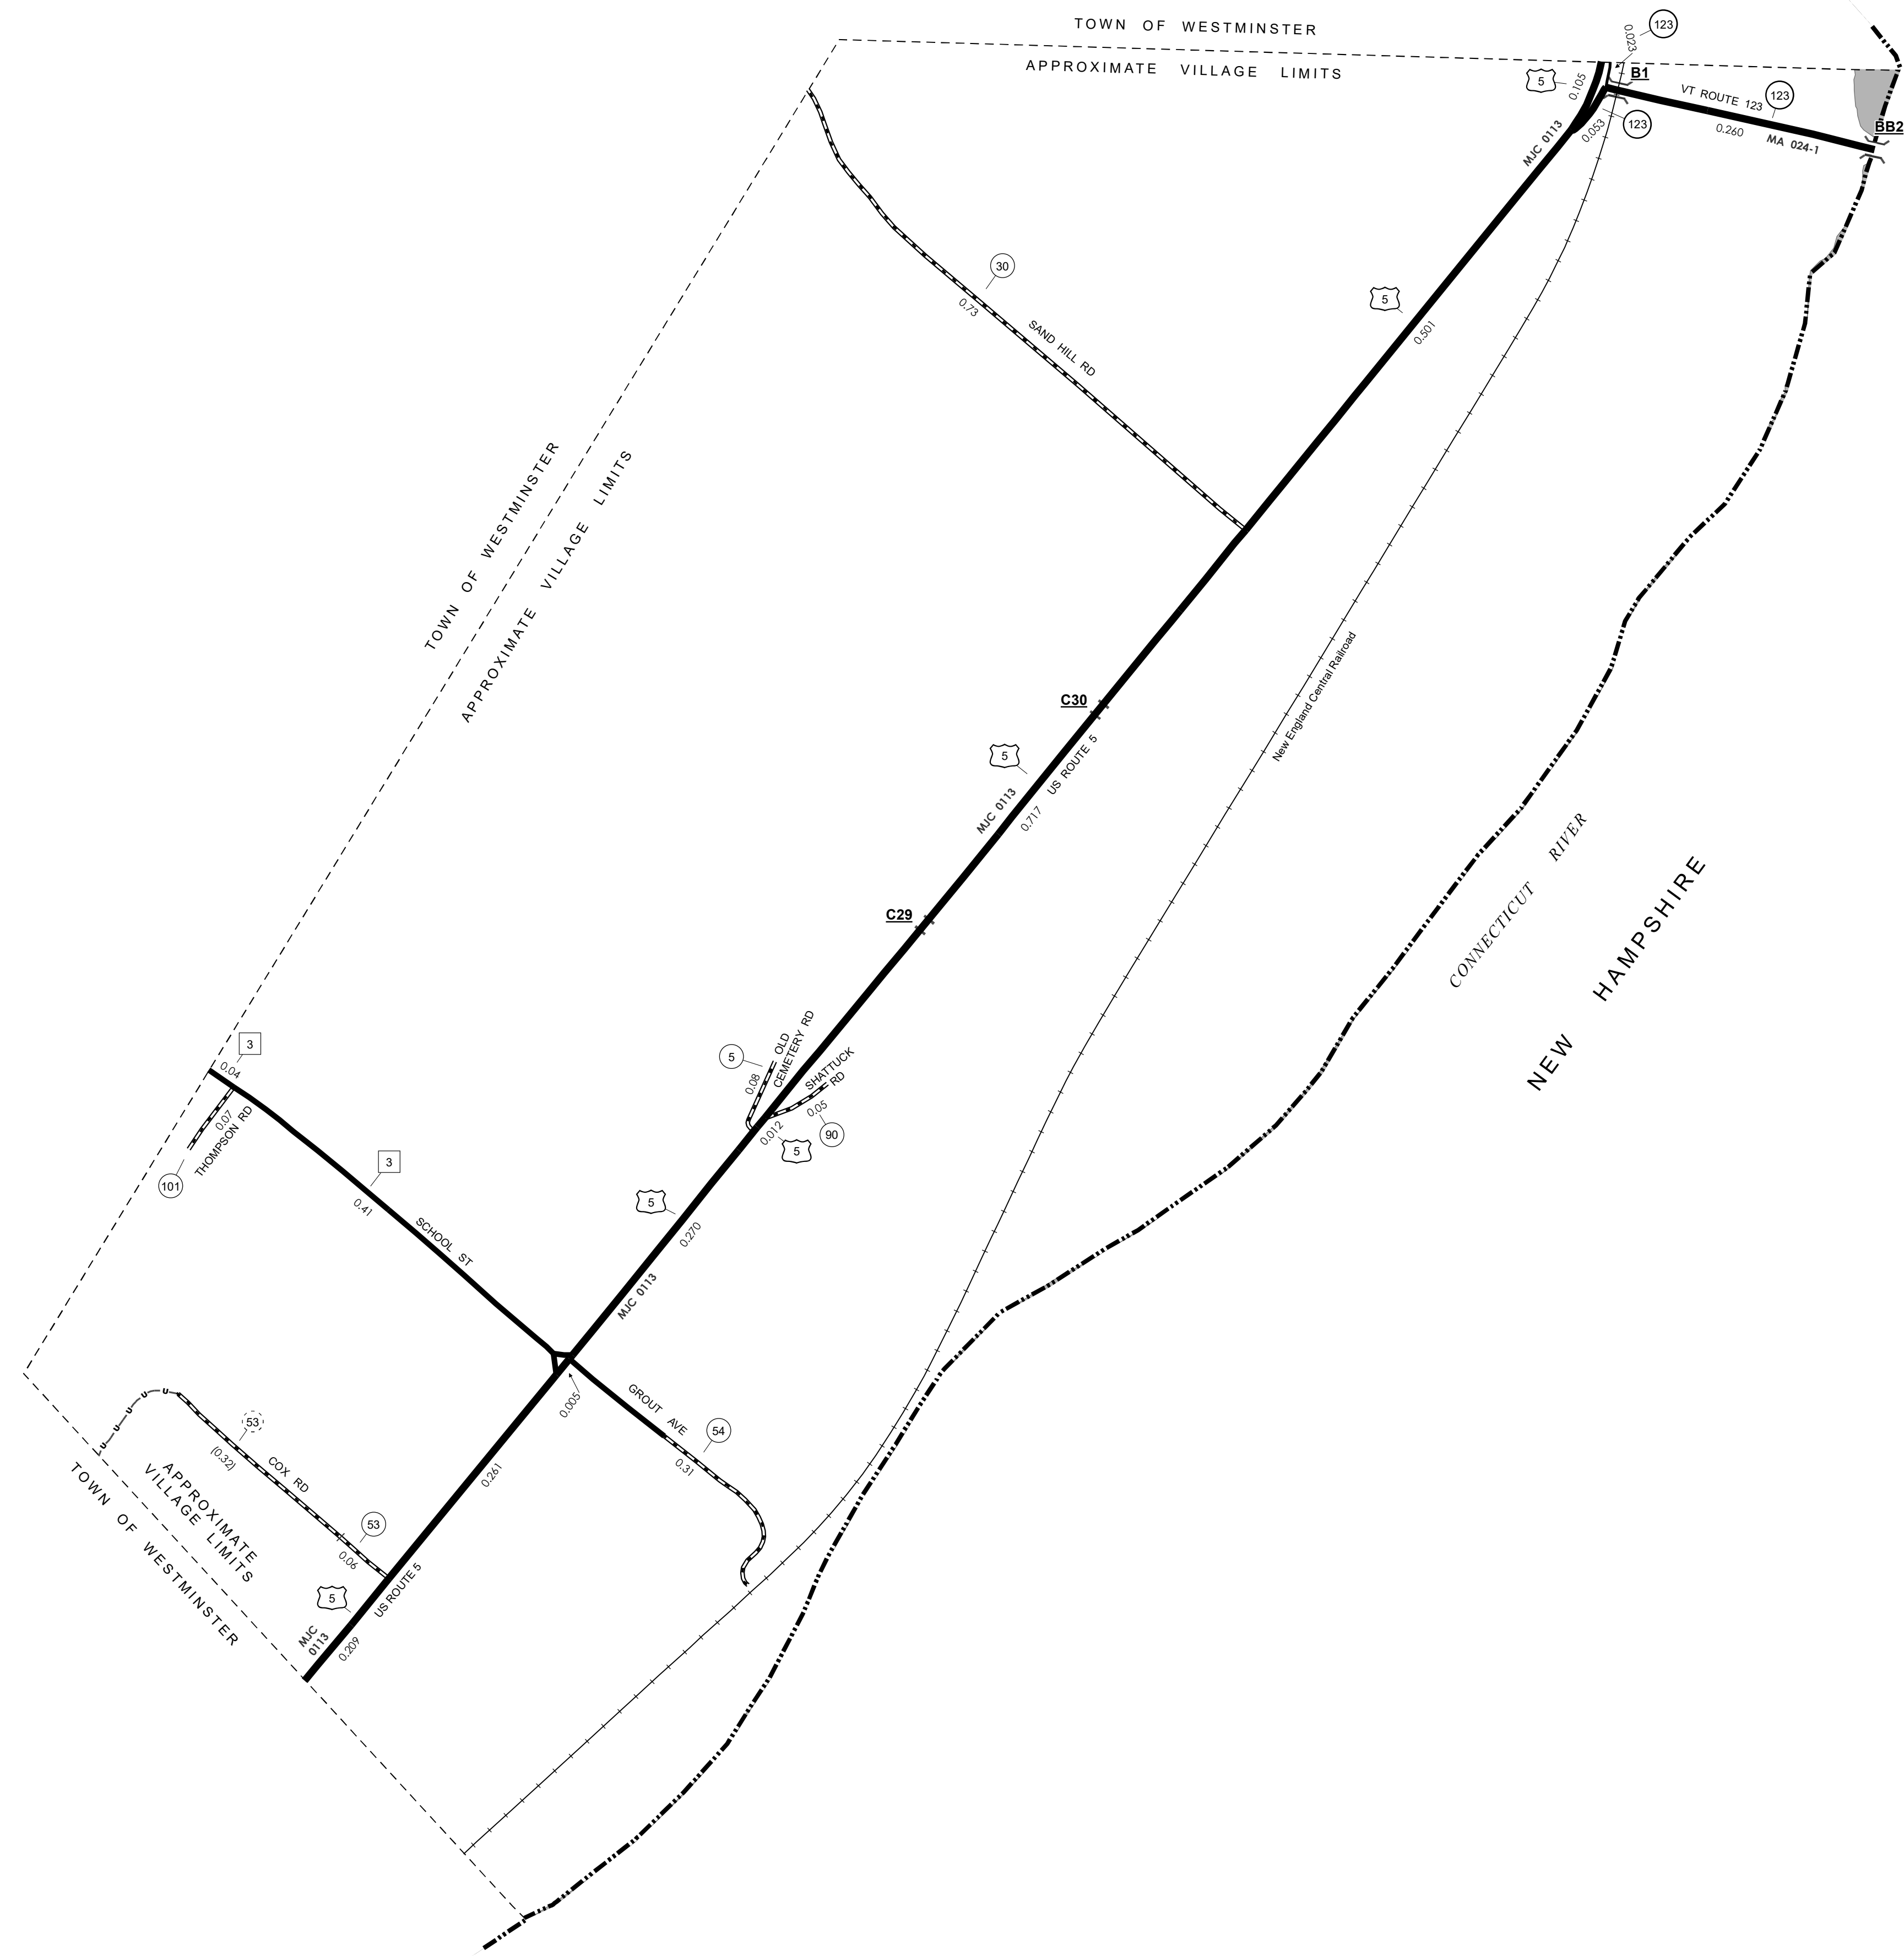 TOWN OF WESTMINSTER
APPROXIMATE VILLAGE LIMITS
0.023
123
5
0.105
B1
VT ROUTE 123
123
0.260
MA 024-1
BB2
MJC 0113
0.053
123
30
0.73
SAND HILL RD
5
0.501
TOWN OF WESTMINSTER
APPROXIMATE VILLAGE LIMITS
New England Central Railroad
C30
5
US ROUTE 5
MJC 0113
0.717
CONNECTICUT RIVER
NEW HAMPSHIRE
C29
3
0.04
0.07
THOMPSON RD
101
3
0.41
SCHOOL ST
5
OLD
CEMETERY RD
0.08
SHATTUCK
RD
0.05
90
0.012
5
5
0.270
MJC 0113
0.005
GROUT AVE
54
0.31
53
(0.32)
COX RD
53
0.06
0.261
APPROXIMATE
VILLAGE LIMITS
TOWN OF WESTMINSTER
5
US ROUTE 5
MJC
0113
0.209
U
U
U
U
U